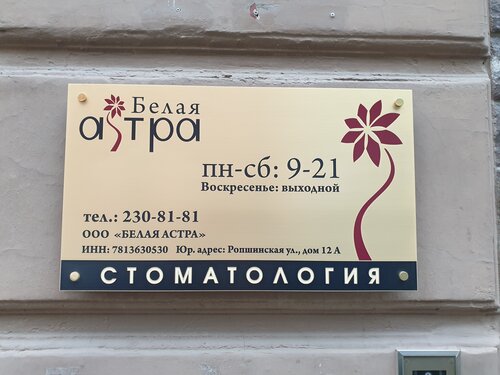 Белая
астра
пн-сб: 9-21
Воскресенье: выходной
тел.: 230-81-81
ООО «БЕЛАЯ АСТРА»
ИНН: 7813630530 Юр. адрес: Ропшинская ул., дом 12 А
СТОМАТОЛОГИЯ